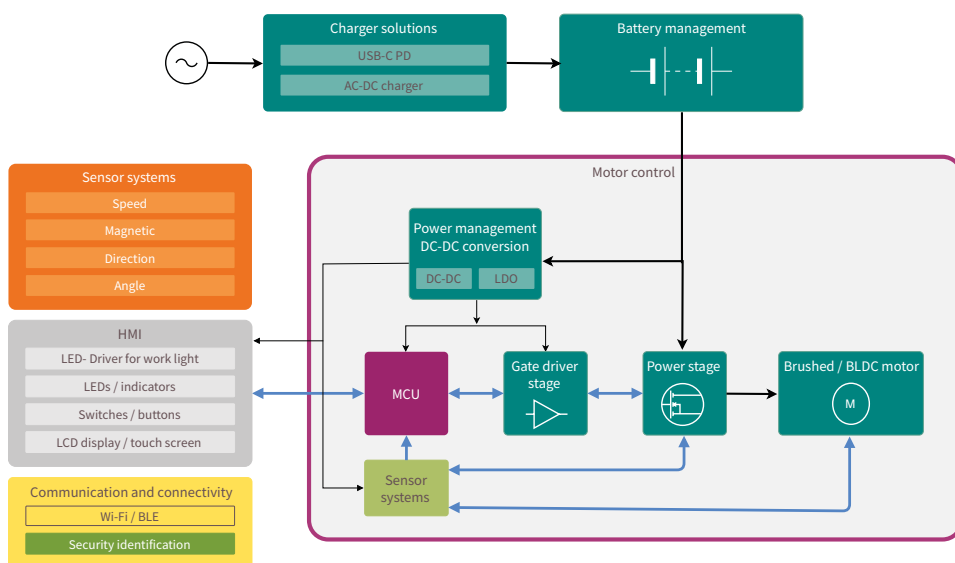 Charger solutions
USB-C PD
AC-DC charger
Battery management
Sensor systems
Speed
Magnetic
Direction
Angle
HMI
LED- Driver for work light
LEDs / indicators
Switches / buttons
LCD display / touch screen
Communication and connectivity
Wi-Fi / BLE
Security identification
Motor control
Power management
DC-DC conversion
DC-DC
LDO
MCU
Gate driver
stage
Power stage
Brushed / BLDC motor
M
Sensor
systems